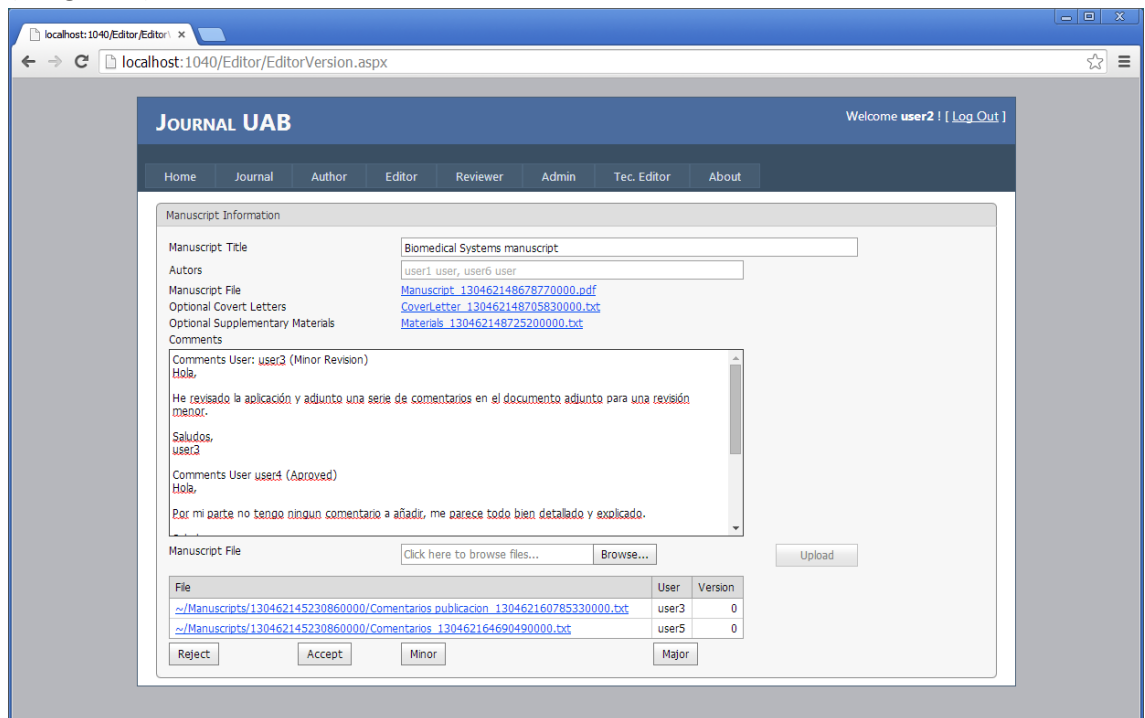 localhost:1040/Editor/Editor\
localhost:1040/Editor/EditorVersion.aspx
JOURNAL UAB
Welcome user2 ! [ Log Out ]
Home Journal Author Editor Reviewer Admin Tec. Editor About
Manuscript Information
Manuscript Title Biomedical Systems manuscript
Autors user1 user, user6 user
Manuscript File Manuscript_130462148678770000.pdf
Optional Covert Letters CoverLetter_130462148705830000.txt
Optional Supplementary Materials Materials_130462148725200000.txt
Comments
Comments User: user3 (Minor Revision)
Hola,
He revisado la aplicación y adjunto una serie de comentarios en el documento adjunto para una revisión
menor.
Saludos,
user3
Comments User user4 (Aproved)
Hola,
Por mi parte no tengo ningun comentario a añadir, me parece todo bien detallado y explicado.
Manuscript File Click here to browse files... Browse... Upload
File User Version
~/Manuscripts/130462145230860000/Comentarios publicacion_130462160785330000.txt user3 0
~/Manuscripts/130462145230860000/Comentarios_130462164690490000.txt user5 0
Reject Accept Minor Major